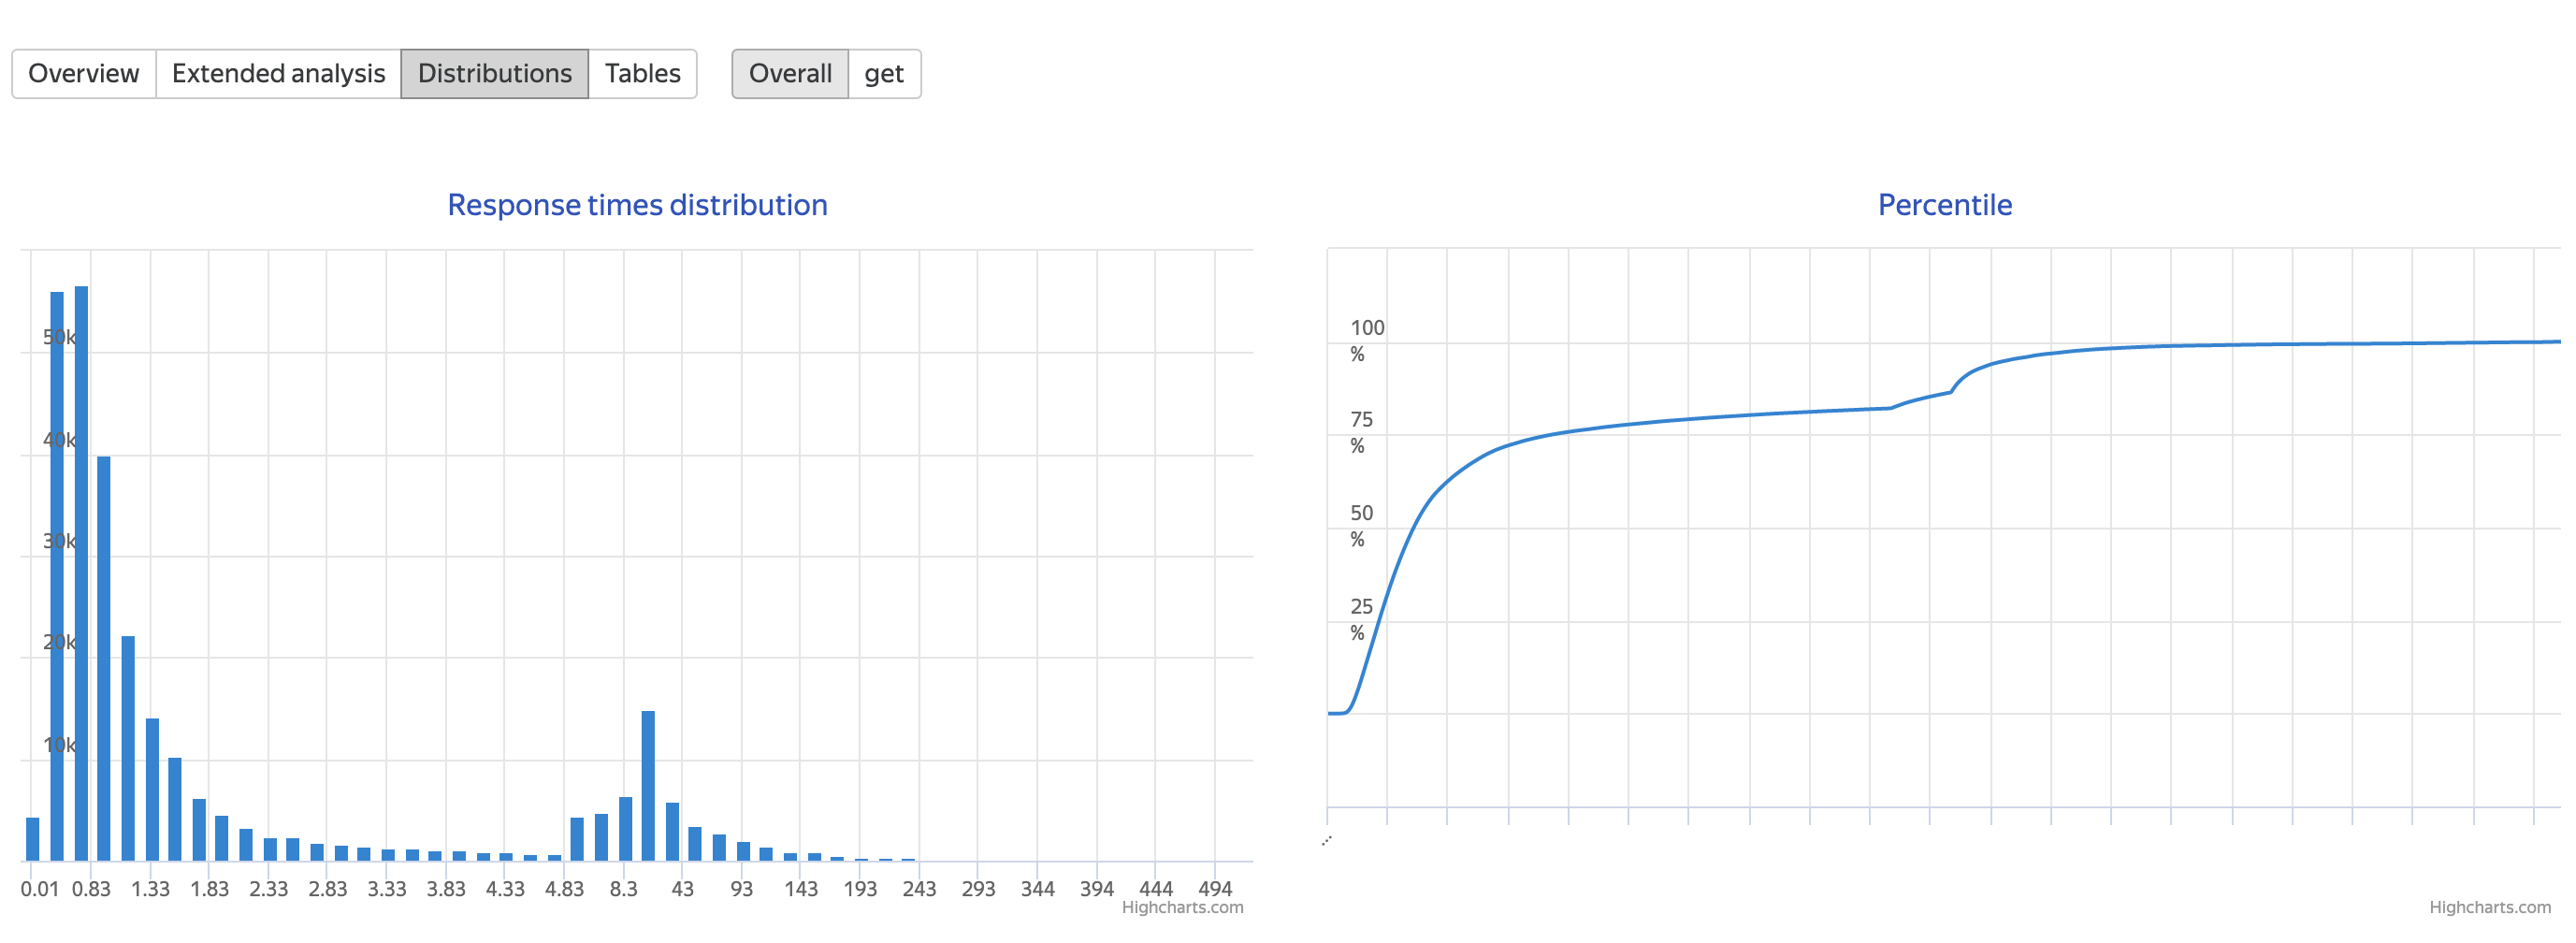 Overview Extended analysis Distributions Tables Overall get
Response times distribution
50k
40k
30k
20k
10k
0.01 0.83 1.33 1.83 2.33 2.83 3.33 3.83 4.33 4.83 8.3 43 93 143 193 243 293 344 394 444 494
Highcharts.com
Percentile
100
%
75
%
50
%
25
%
...
Highcharts.com